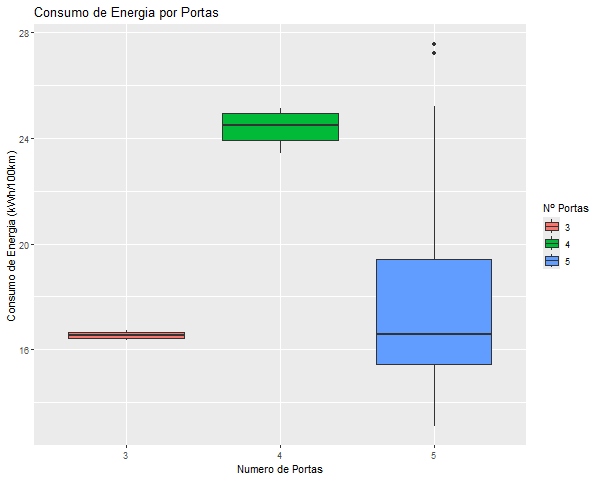 Consumo de Energia por Portas
28
24
20
16
Consumo de Energia (kWh/100km)
3
4
5
Numero de Portas
Nº Portas
3
4
5